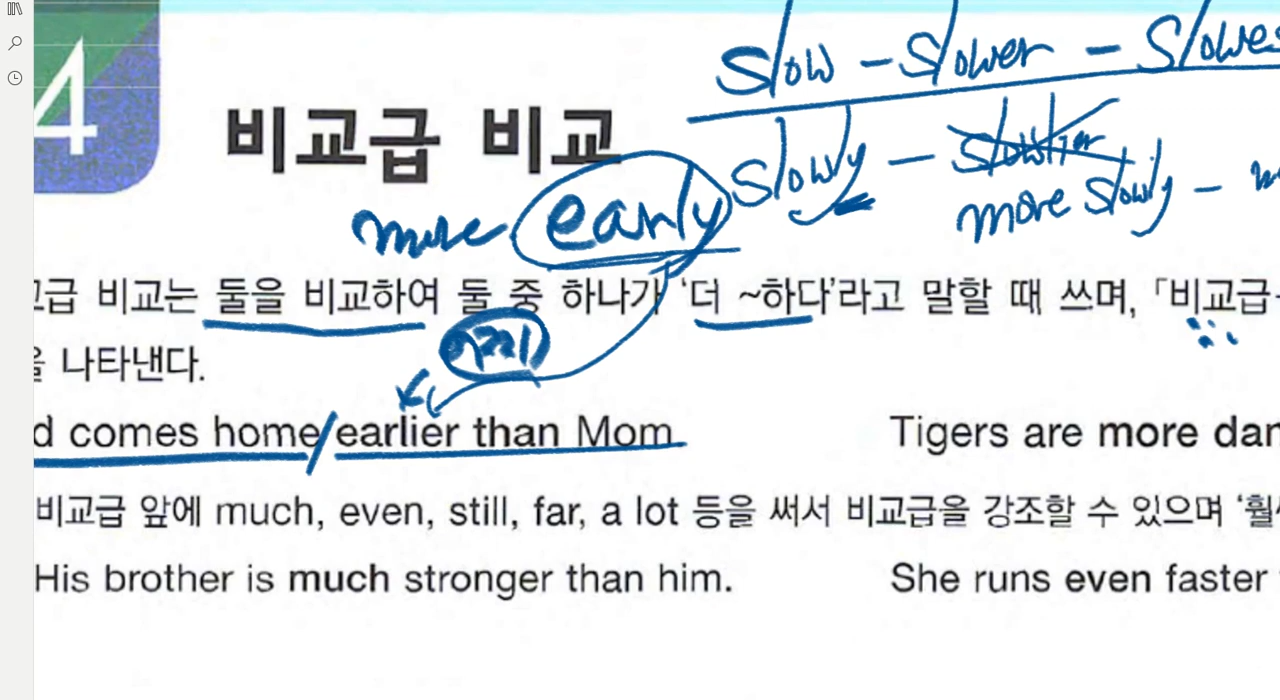 slow - slower - slowes
4
비교급 비교
slowly - slowlier
more slowly -
more early
급 비교는 둘을 비교하여 둘 중 하나가 '더 ~하다'라고 말할 때 쓰며, 「비교급
을 나타낸다.
d comes home/earlier than Mom
Tigers are more dan
비교급 앞에 much, even, still, far, a lot 등을 써서 비교급을 강조할 수 있으며 '훨
His brother is much stronger than him.
She runs even faster